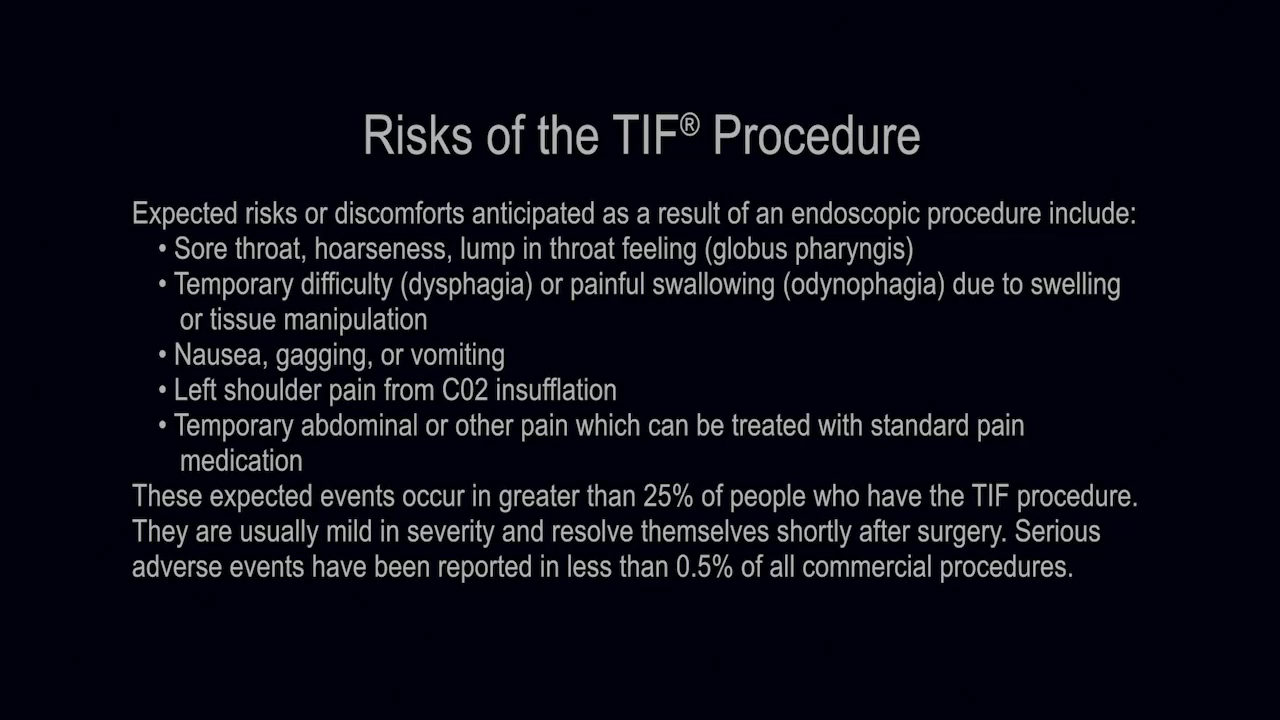 Risks of the TIF® Procedure
Expected risks or discomforts anticipated as a result of an endoscopic procedure include:
• Sore throat, hoarseness, lump in throat feeling (globus pharyngis)
• Temporary difficulty (dysphagia) or painful swallowing (odynophagia) due to swelling
or tissue manipulation
• Nausea, gagging, or vomiting
• Left shoulder pain from C02 insufflation
• Temporary abdominal or other pain which can be treated with standard pain
medication
These expected events occur in greater than 25% of people who have the TIF procedure.
They are usually mild in severity and resolve themselves shortly after surgery. Serious
adverse events have been reported in less than 0.5% of all commercial procedures.